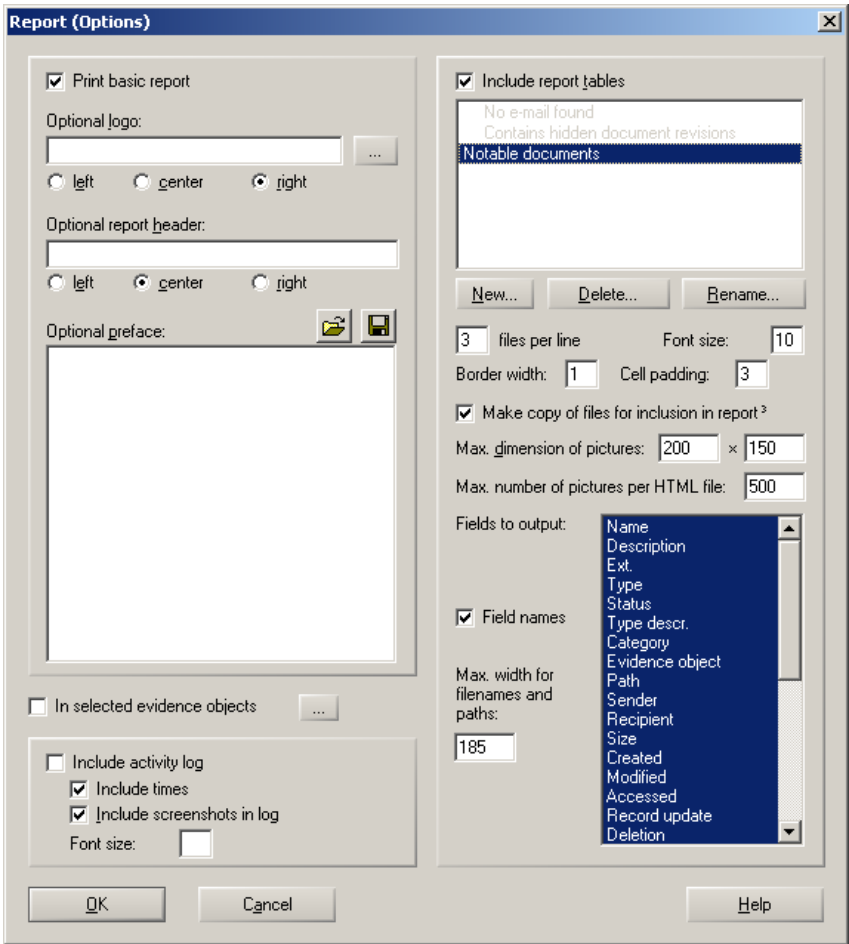 Report (Options)
Print basic report
Optional logo:
...
left center right
Optional report header:
left center right
Optional preface:
In selected evidence objects ...
Include activity log
Include times
Include screenshots in log
Font size:
Include report tables
No e-mail found
Contains hidden document revisions
Notable documents
New... Delete... Rename...
3 files per line Font size: 10
Border width: 1 Cell padding: 3
Make copy of files for inclusion in report ³
Max. dimension of pictures: 200 × 150
Max. number of pictures per HTML file: 500
Fields to output:
Field names
Max. width for
filenames and
paths:
185
Name
Description
Ext.
Type
Status
Type descr.
Category
Evidence object
Path
Sender
Recipient
Size
Created
Modified
Accessed
Record update
Deletion
OK Cancel Help